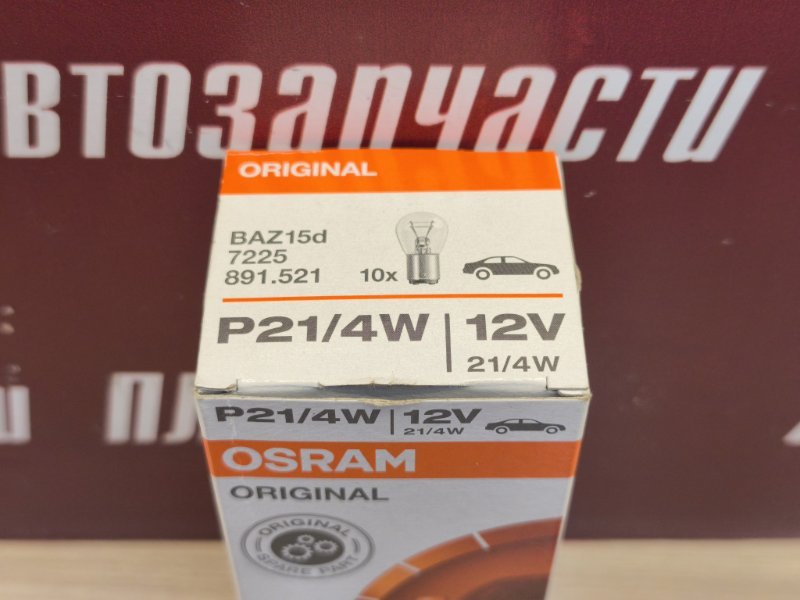 втозапчасти
ORIGINAL
BAZ15d
7225
891.521 10x
P21/4W 12V
21/4W
P21/4W 12V
21/4W
OSRAM
ORIGINAL
ORIGINAL
SPARE PART